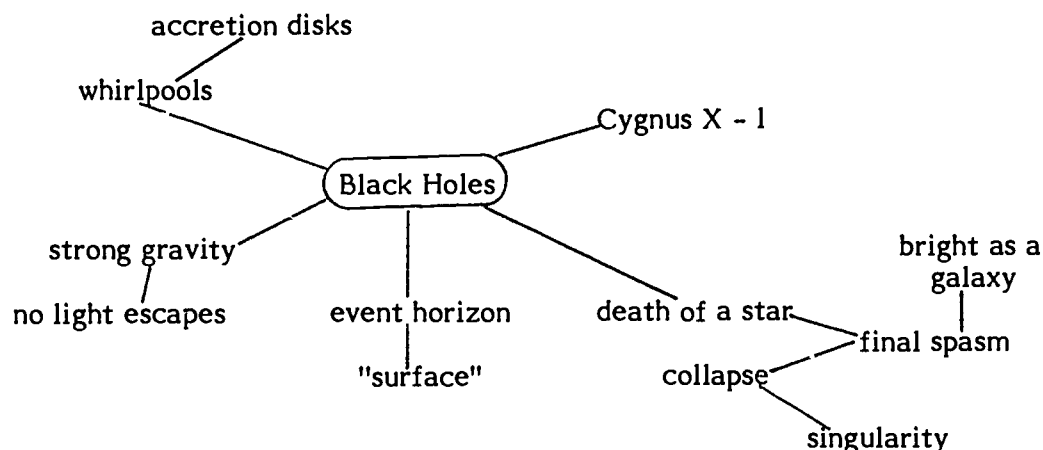 accretion disks
whirlpools
Cygnus X - 1
Black Holes
strong gravity
bright as a
galaxy
no light escapes
event horizon
death of a star
final spasm
"surface"
collapse
singularity